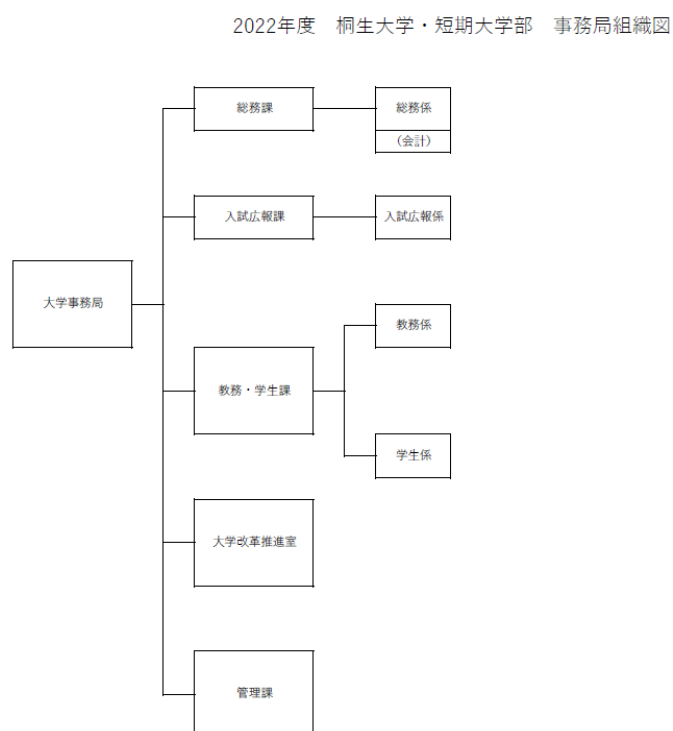 2022年度　桐生大学・短期大学部　事務局組織図
総務課
総務係
(会計)
入試広報課
入試広報係
大学事務局
教務係
教務・学生課
学生係
大学改革推進室
管理課